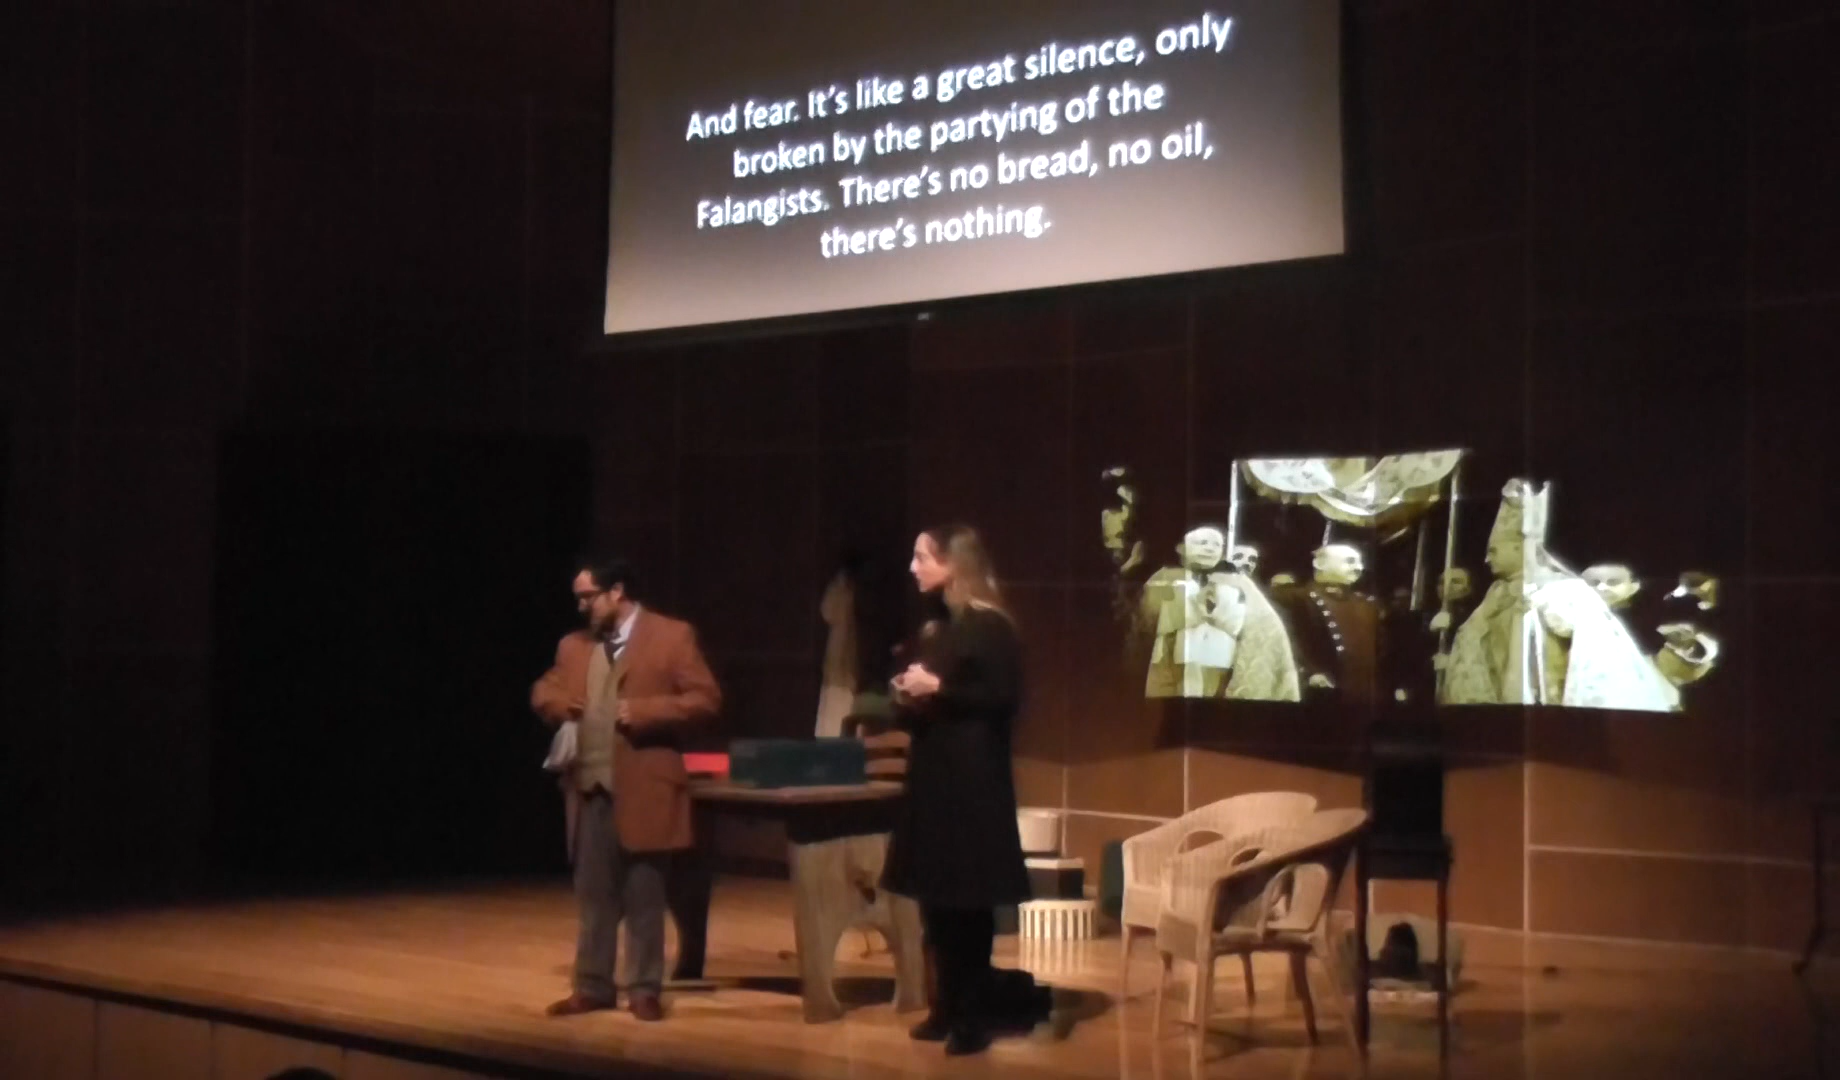 And fear. It's like a great silence, only
broken by the partying of the
Falangists. There's no bread, no oil,
there's nothing.